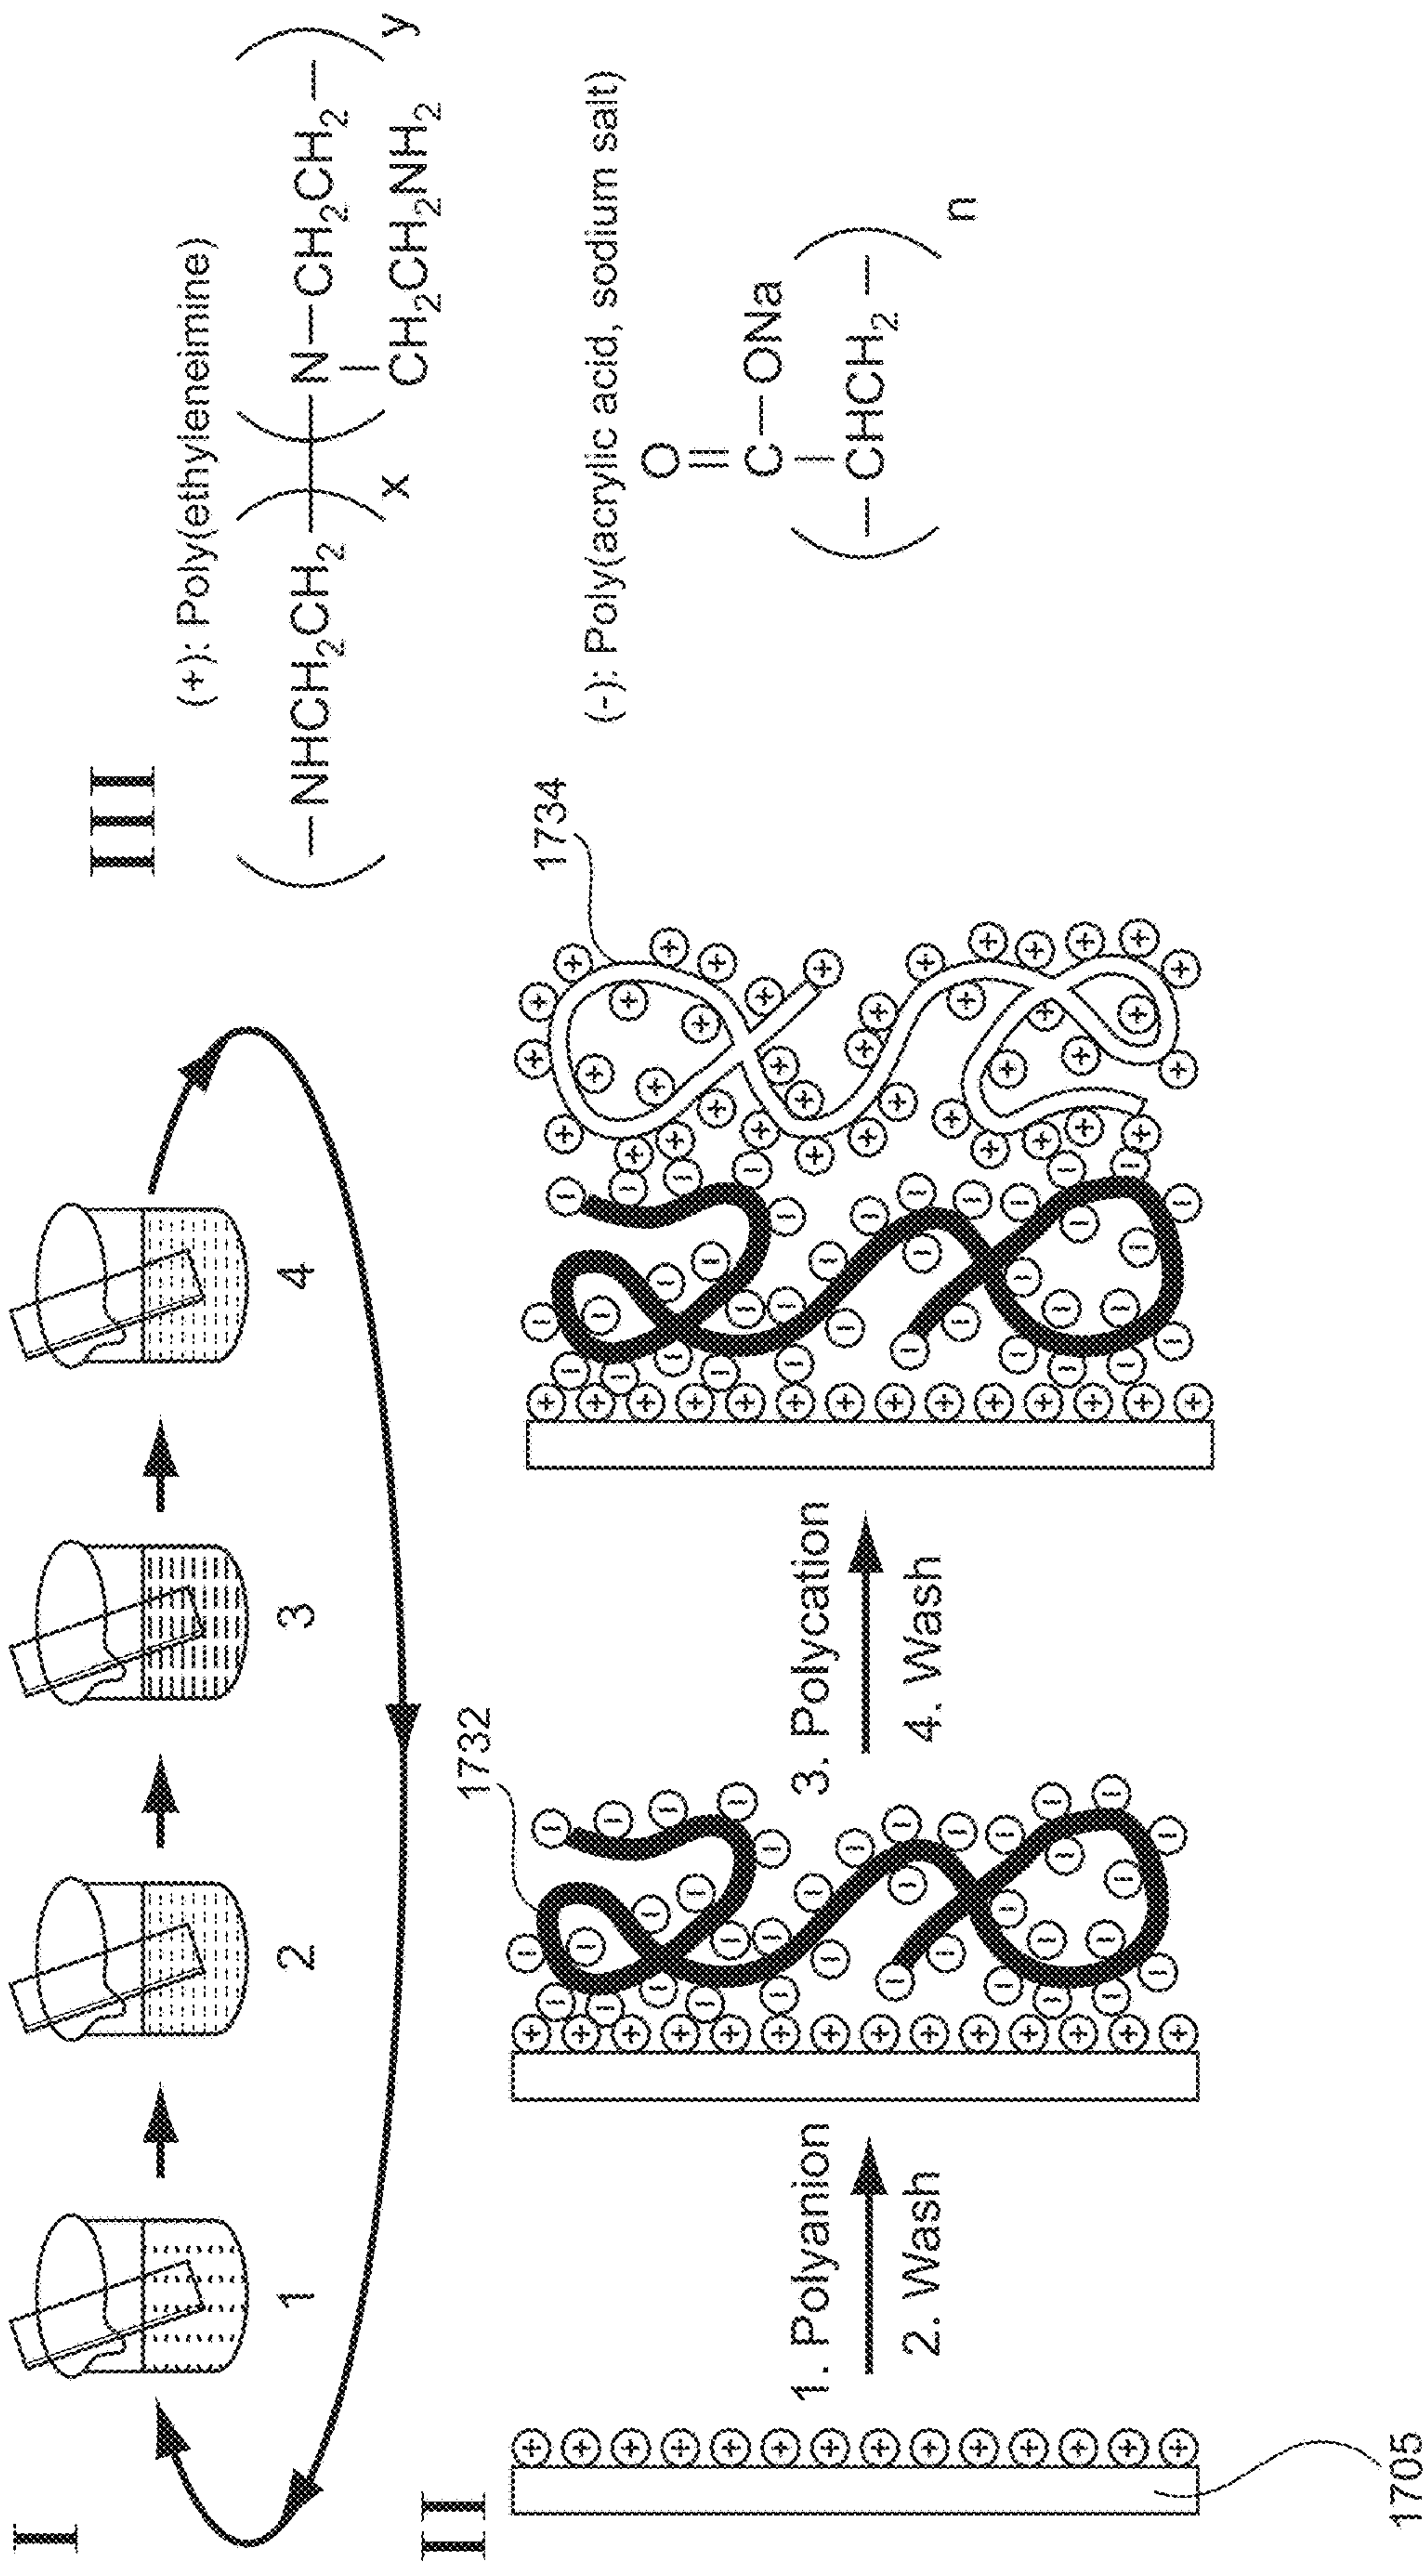 I
1
2
3
4
II
1705
1. Polyanion
2. Wash
1732
3. Polycation
4. Wash
1734
III
(+): Poly(ethyleneimine)
(—NHCH2CH2—)x(N—CH2CH2—)y
CH2CH2NH2
(-): Poly(acrylic acid, sodium salt)
O
C—ONa
(—CHCH2—)n